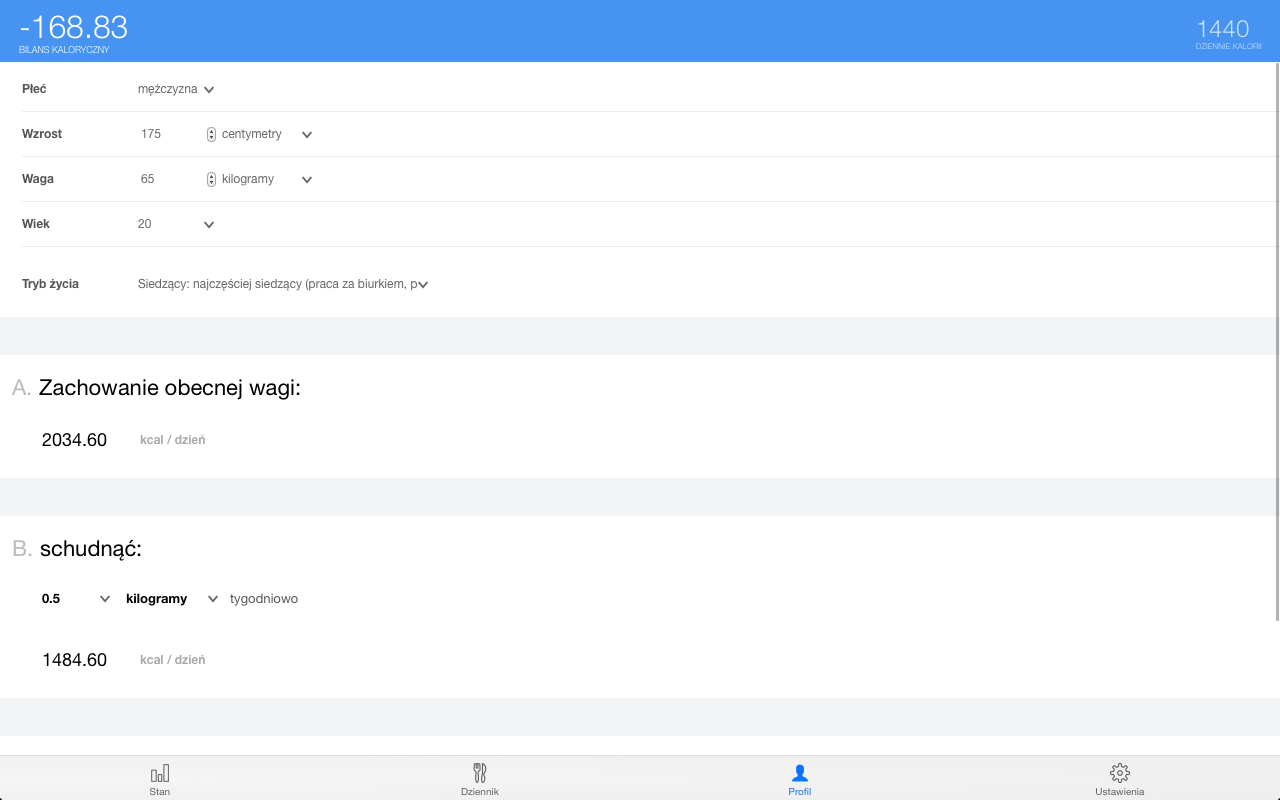 -168.83
BILANS KALORYCZNY
1440
DZIENNIE KALORII
Płeć mężczyzna
Wzrost 175 centymetry
Waga 65 kilogramy
Wiek 20
Tryb życia Siedzący: najczęściej siedzący (praca za biurkiem, p
A. Zachowanie obecnej wagi:
2034.60 kcal / dzień
B. schudnąć:
0.5 kilogramy tygodniowo
1484.60 kcal / dzień
Stan Dziennik Profil Ustawienia